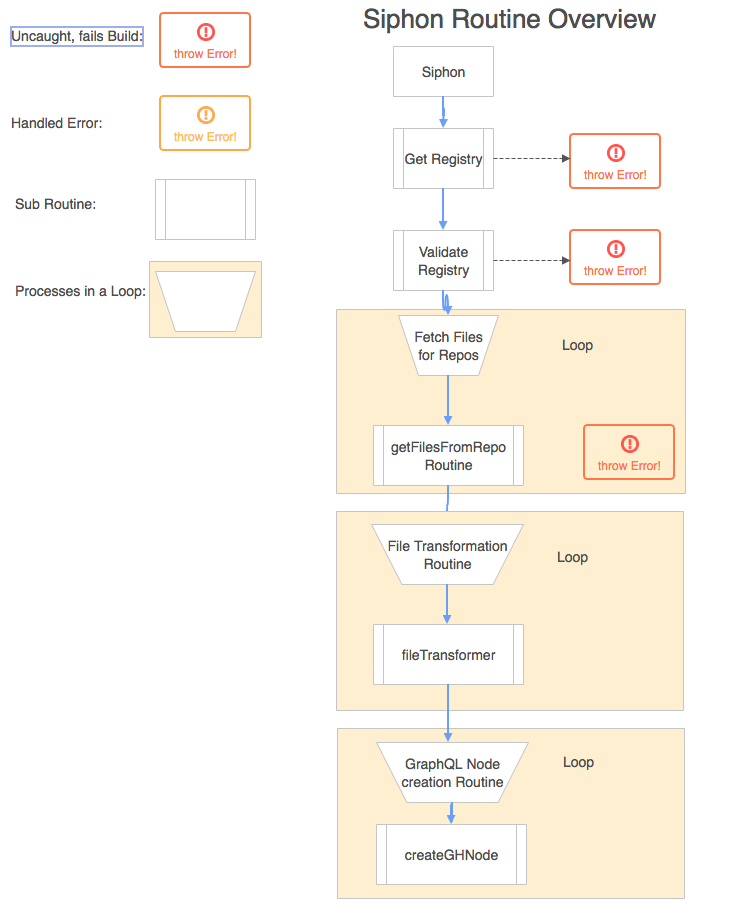 Siphon Routine Overview
Uncaught, fails Build:
throw Error!
Handled Error:
throw Error!
Sub Routine:
Processes in a Loop:
Siphon
Get Registry
throw Error!
Validate
Registry
throw Error!
Fetch Files
for Repos
Loop
getFilesFromRepo
Routine
throw Error!
File Transformation
Routine
Loop
fileTransformer
GraphQL Node
creation Routine
Loop
createGHNode